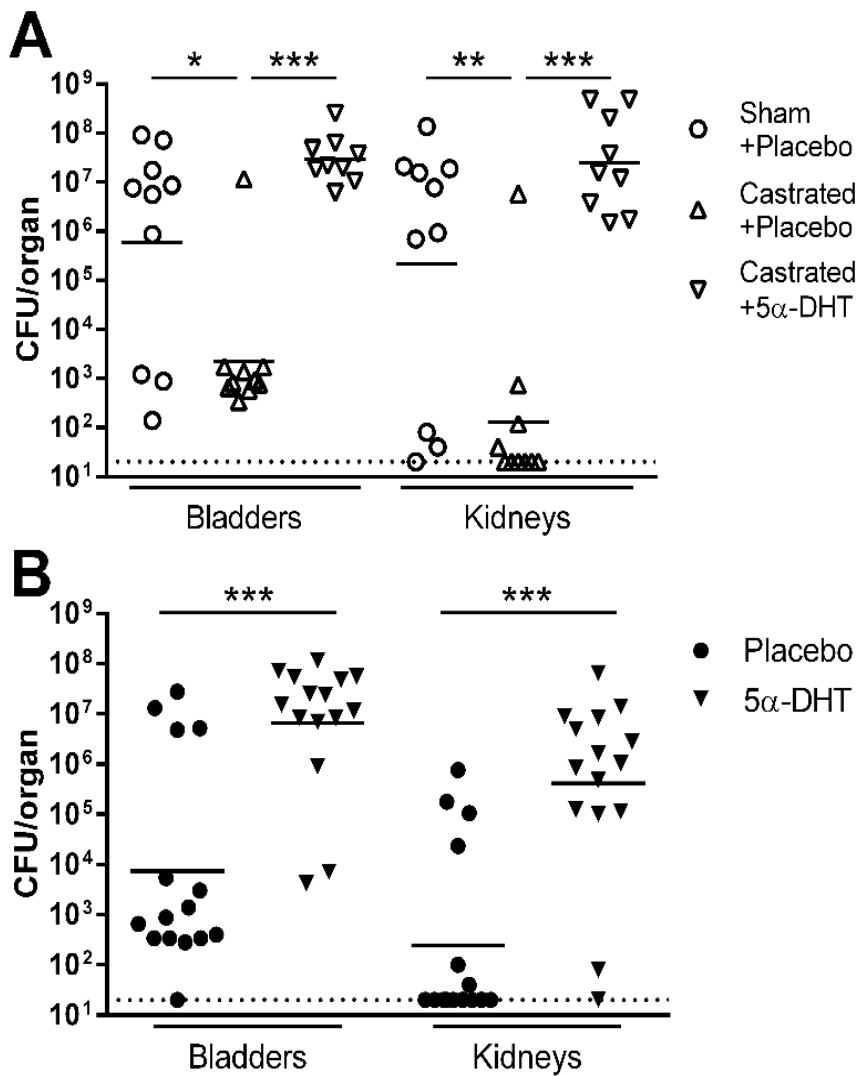 A
* *** ** ***
10⁹
10⁸
10⁷
10⁶
10⁵
10⁴
10³
10²
10¹
CFU/organ
Bladders Kidneys
Sham
+Placebo
Castrated
+Placebo
Castrated
+5α-DHT
B
*** ***
10⁹
10⁸
10⁷
10⁶
10⁵
10⁴
10³
10²
10¹
CFU/organ
Bladders Kidneys
Placebo
5α-DHT